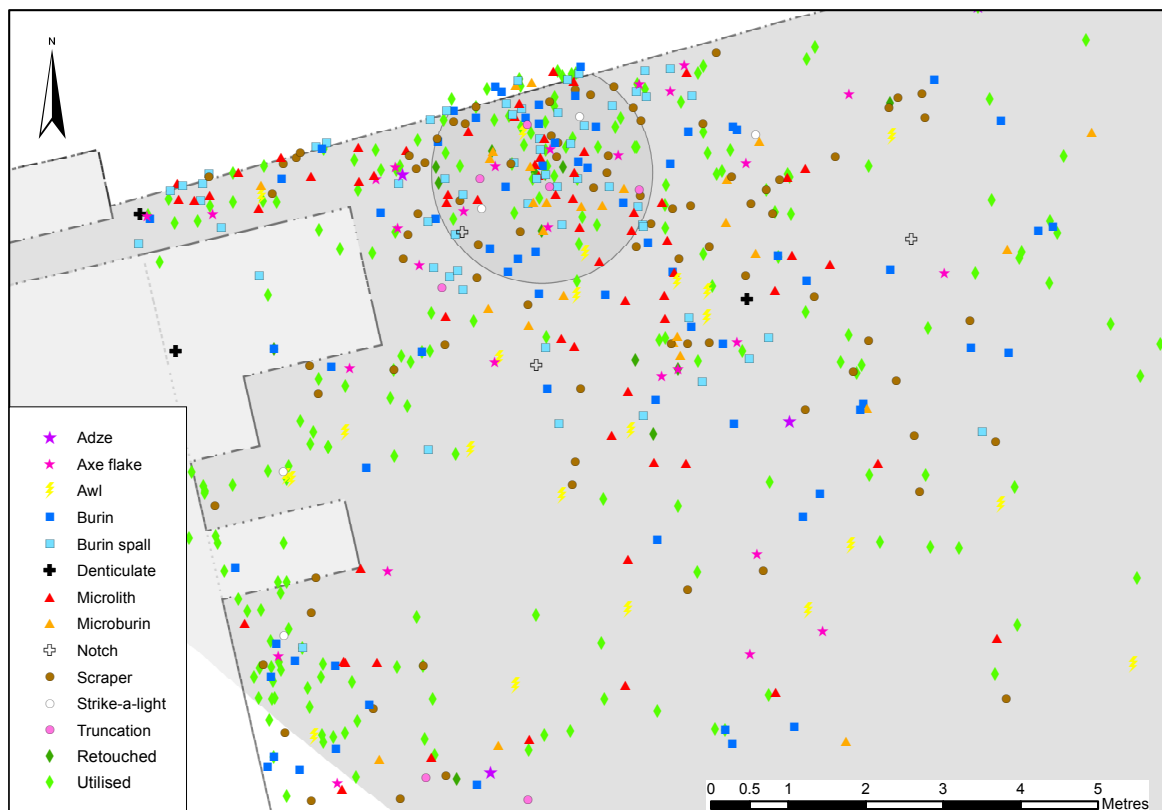 N
Adze
Axe flake
Awl
Burin
Burin spall
Denticulate
Microlith
Microburin
Notch
Scraper
Strike-a-light
Truncation
Retouched
Utilised
0 0.5 1 2 3 4 5
Metres